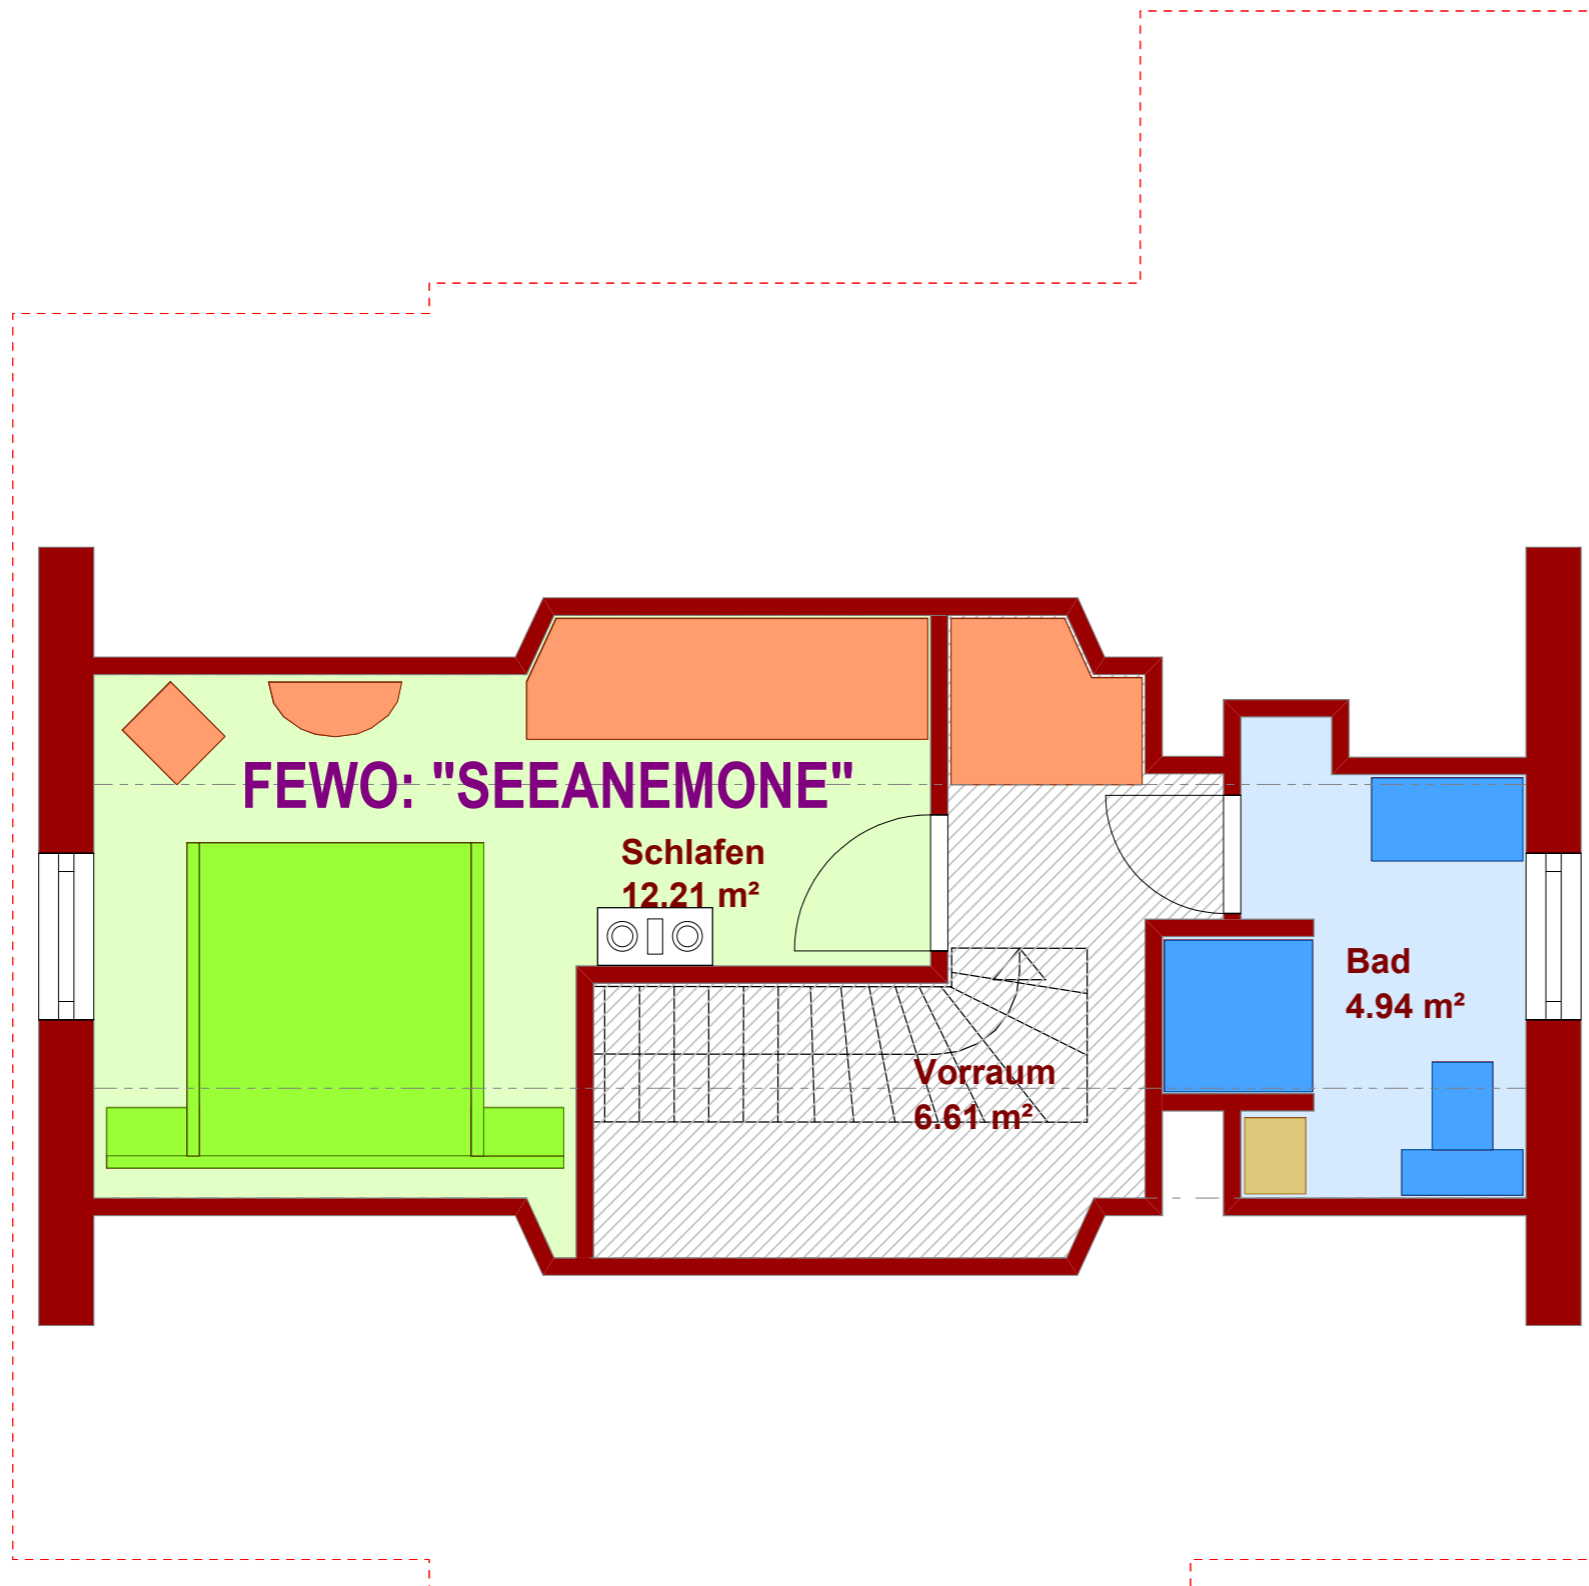 FEWO: "SEEANEMONE"
Schlafen
12.21 m²
Bad
4.94 m²
Vorraum
6.61 m²